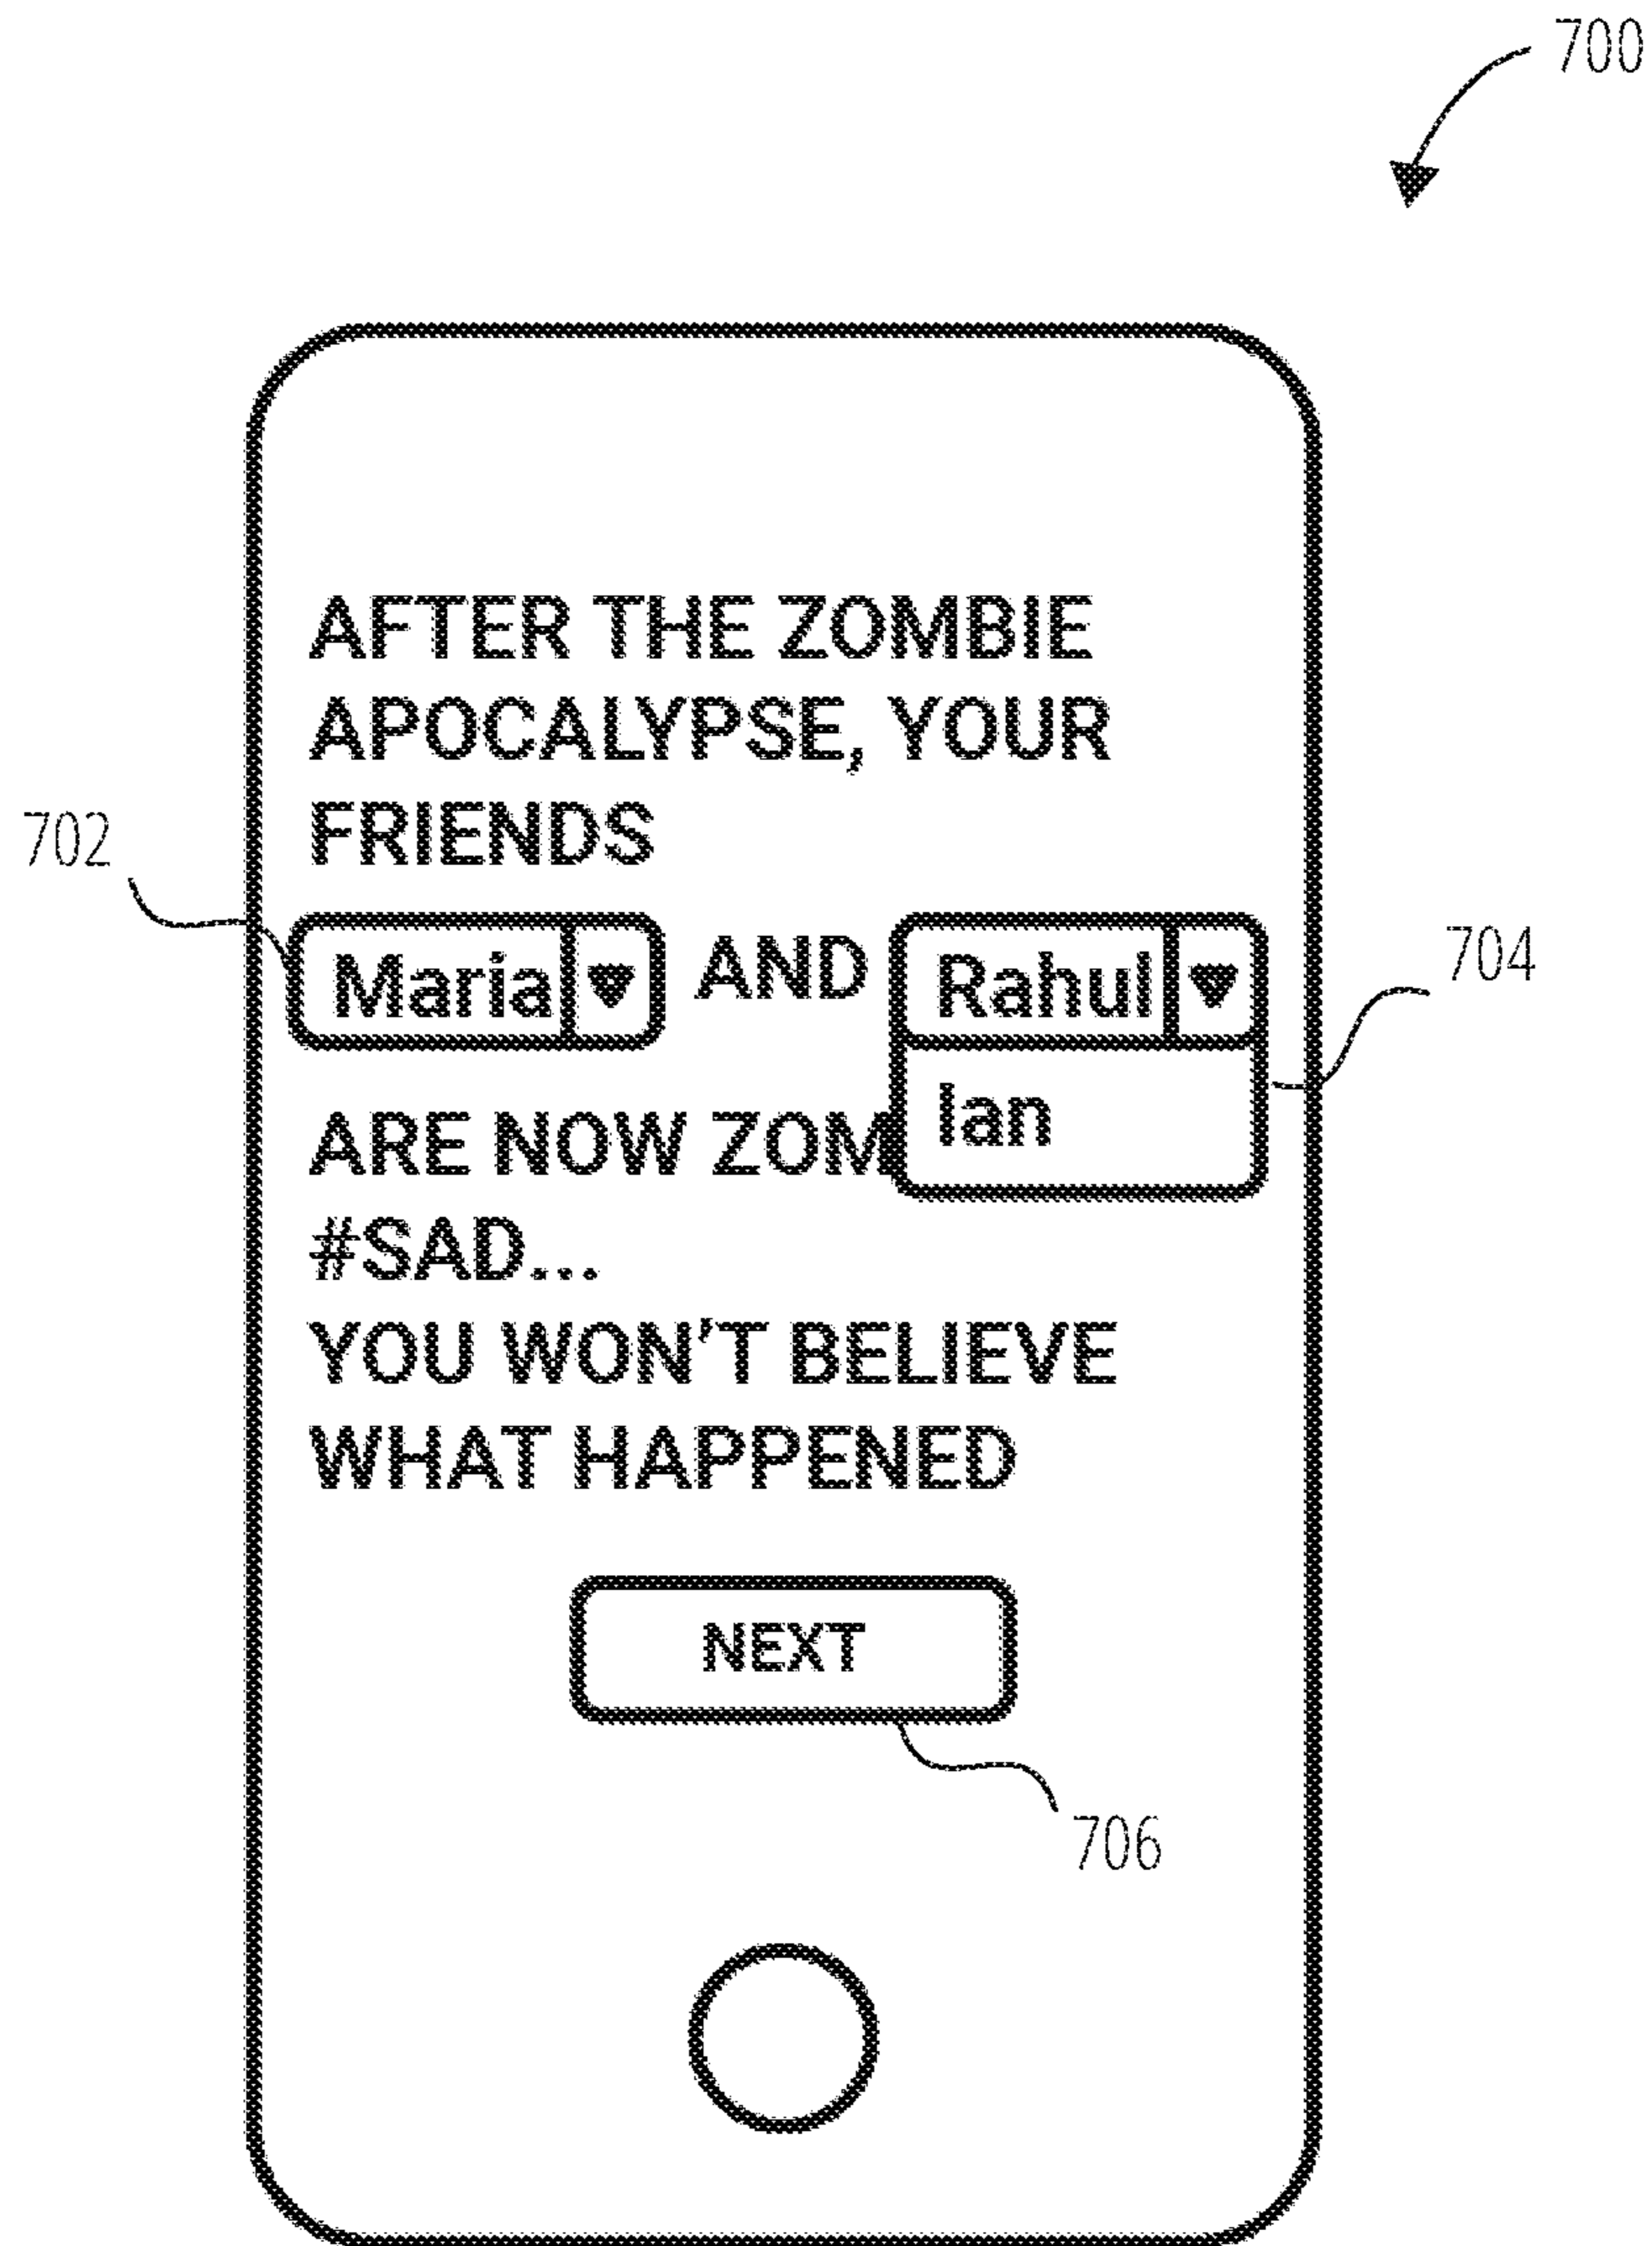 700
AFTER THE ZOMBIE
APOCALYPSE, YOUR
FRIENDS
702
Maria AND Rahul
704
Ian
ARE NOW ZOM
#SAD...
YOU WON'T BELIEVE
WHAT HAPPENED
NEXT
706